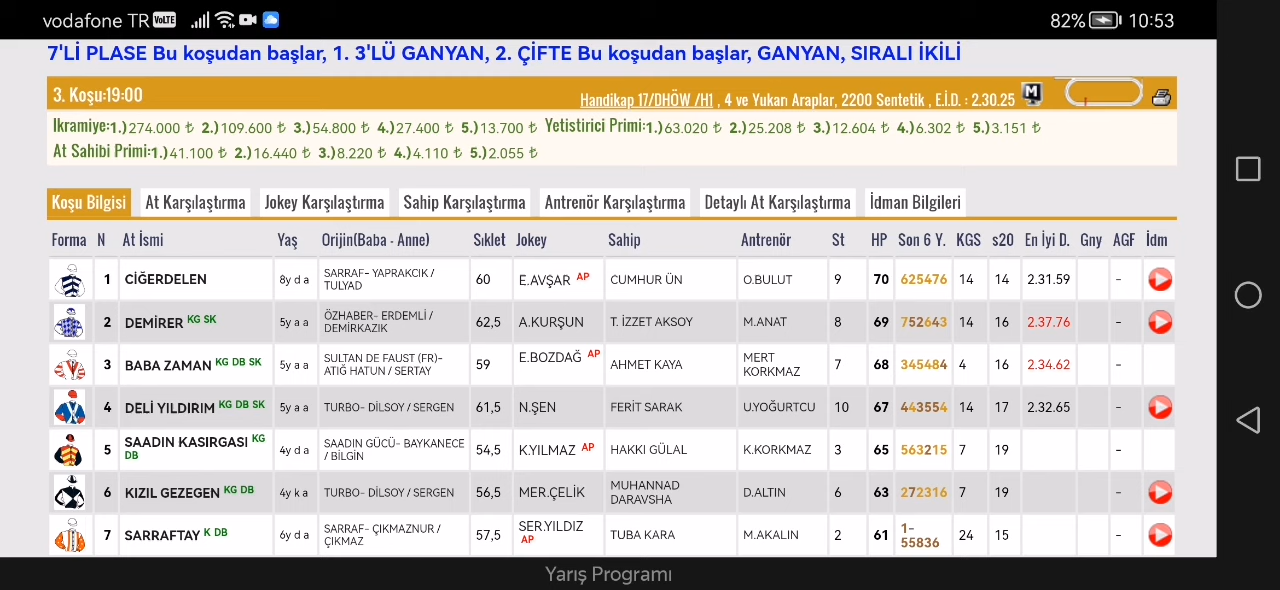 vodafone TR VoLTE 82% 10:53
7'Lİ PLASE Bu koşudan başlar, 1. 3'LÜ GANYAN, 2. ÇİFTE Bu koşudan başlar, GANYAN, SIRALI İKİLİ
3. Koşu:19:00 Handikap 17/DHÖW /H1 , 4 ve Yukarı Araplar, 2200 Sentetik , E.İ.D. : 2.30.25 M
Ikramiye:1.)274.000 ₺ 2.)109.600 ₺ 3.)54.800 ₺ 4.)27.400 ₺ 5.)13.700 ₺ Yetistirici Primi:1.)63.020 ₺ 2.)25.208 ₺ 3.)12.604 ₺ 4.)6.302 ₺ 5.)3.151 ₺
At Sahibi Primi:1.)41.100 ₺ 2.)16.440 ₺ 3.)8.220 ₺ 4.)4.110 ₺ 5.)2.055 ₺
Koşu Bilgisi At Karşılaştırma Jokey Karşılaştırma Sahip Karşılaştırma Antrenör Karşılaştırma Detaylı At Karşılaştırma İdman Bilgileri
Forma N At İsmi Yaş Orijin(Baba - Anne) Sıklet Jokey Sahip Antrenör St HP Son 6 Y. KGS s20 En İyi D. Gny AGF İdm
1 CİĞERDELEN 8y d a SARRAF- YAPRAKCIK / TULYAD 60 E.AVŞAR AP CUMHUR ÜN O.BULUT 9 70 625476 14 14 2.31.59 -
2 DEMİRER KG SK 5y a a ÖZHABER- ERDEMLİ / DEMİRKAZIK 62,5 A.KURŞUN T. İZZET AKSOY M.ANAT 8 69 752643 14 16 2.37.76 -
3 BABA ZAMAN KG DB SK 5y a a SULTAN DE FAUST (FR)- ATIĞ HATUN / SERTAY 59 E.BOZDAĞ AP AHMET KAYA MERT KORKMAZ 7 68 345484 4 16 2.34.62 -
4 DELİ YILDIRIM KG DB SK 5y a a TURBO- DİLSOY / SERGEN 61,5 N.ŞEN FERİT SARAK U.YOĞURTCU 10 67 443554 14 17 2.32.65 -
5 SAADIN KASIRGASI KG DB 4y d a SAADIN GÜCÜ- BAYKANECE / BİLGİN 54,5 K.YILMAZ AP HAKKI GÜLAL K.KORKMAZ 3 65 563215 7 19 -
6 KIZIL GEZEGEN KG DB 4y k a TURBO- DİLSOY / SERGEN 56,5 MER.ÇELİK MUHANNAD DARAVSHA D.ALTIN 6 63 272316 7 19 -
7 SARRAFTAY K DB 6y d a SARRAF- ÇIKMAZNUR / ÇIKMAZ 57,5 SER.YILDIZ AP TUBA KARA M.AKALIN 2 61 1-55836 24 15 -
Yarış Programı